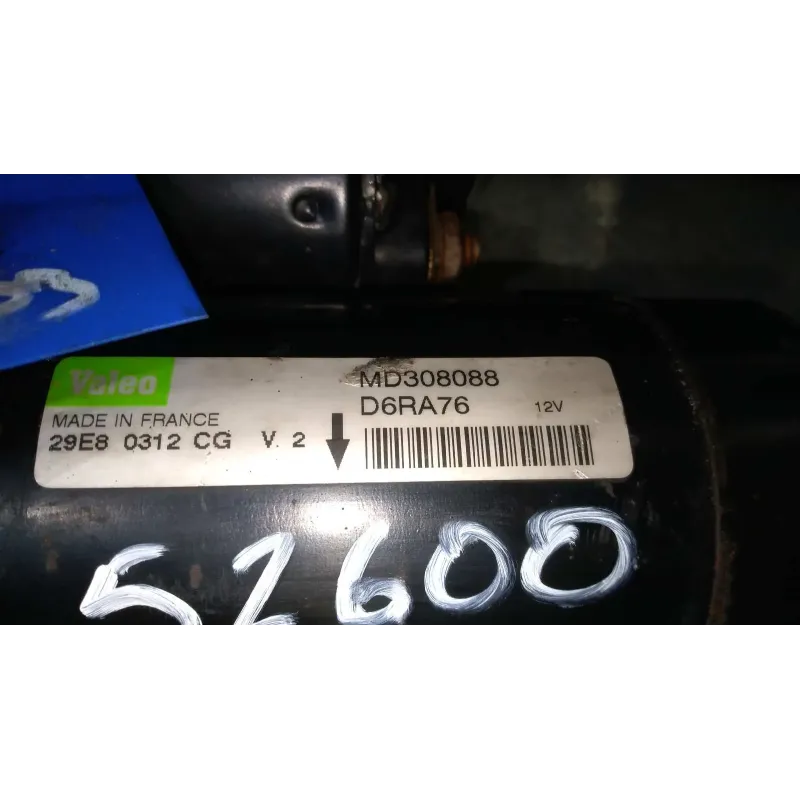 Valeo
MD308088
MADE IN FRANCE
D6RA76 12V
29E8 0312 CG V. 2
52600